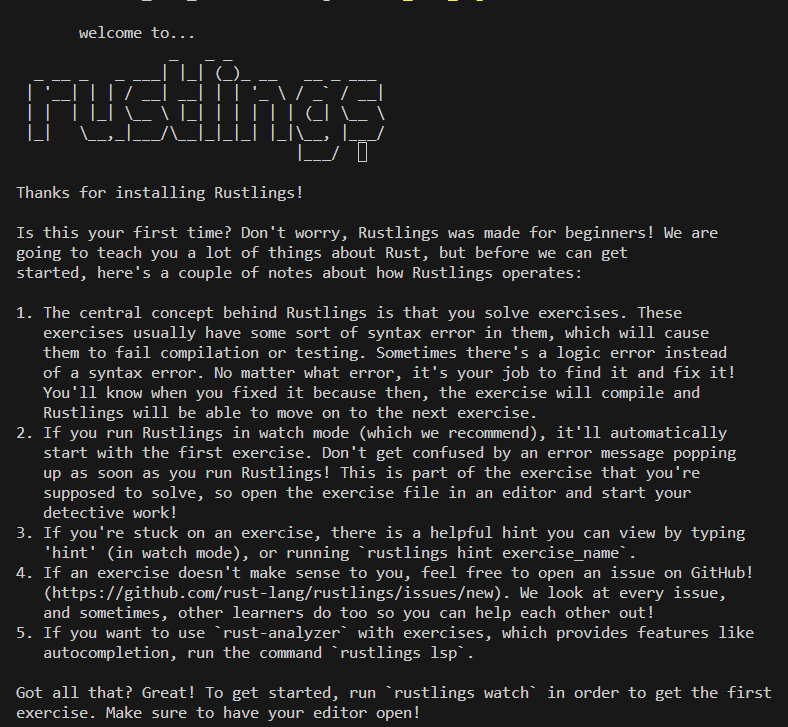 welcome to...
rustlings
Thanks for installing Rustlings!
Is this your first time? Don't worry, Rustlings was made for beginners! We are
going to teach you a lot of things about Rust, but before we can get
started, here's a couple of notes about how Rustlings operates:
1. The central concept behind Rustlings is that you solve exercises. These
exercises usually have some sort of syntax error in them, which will cause
them to fail compilation or testing. Sometimes there's a logic error instead
of a syntax error. No matter what error, it's your job to find it and fix it!
You'll know when you fixed it because then, the exercise will compile and
Rustlings will be able to move on to the next exercise.
2. If you run Rustlings in watch mode (which we recommend), it'll automatically
start with the first exercise. Don't get confused by an error message popping
up as soon as you run Rustlings! This is part of the exercise that you're
supposed to solve, so open the exercise file in an editor and start your
detective work!
3. If you're stuck on an exercise, there is a helpful hint you can view by typing
'hint' (in watch mode), or running `rustlings hint exercise_name`.
4. If an exercise doesn't make sense to you, feel free to open an issue on GitHub!
(https://github.com/rust-lang/rustlings/issues/new). We look at every issue,
and sometimes, other learners do too so you can help each other out!
5. If you want to use `rust-analyzer` with exercises, which provides features like
autocompletion, run the command `rustlings lsp`.
Got all that? Great! To get started, run `rustlings watch` in order to get the first
exercise. Make sure to have your editor open!